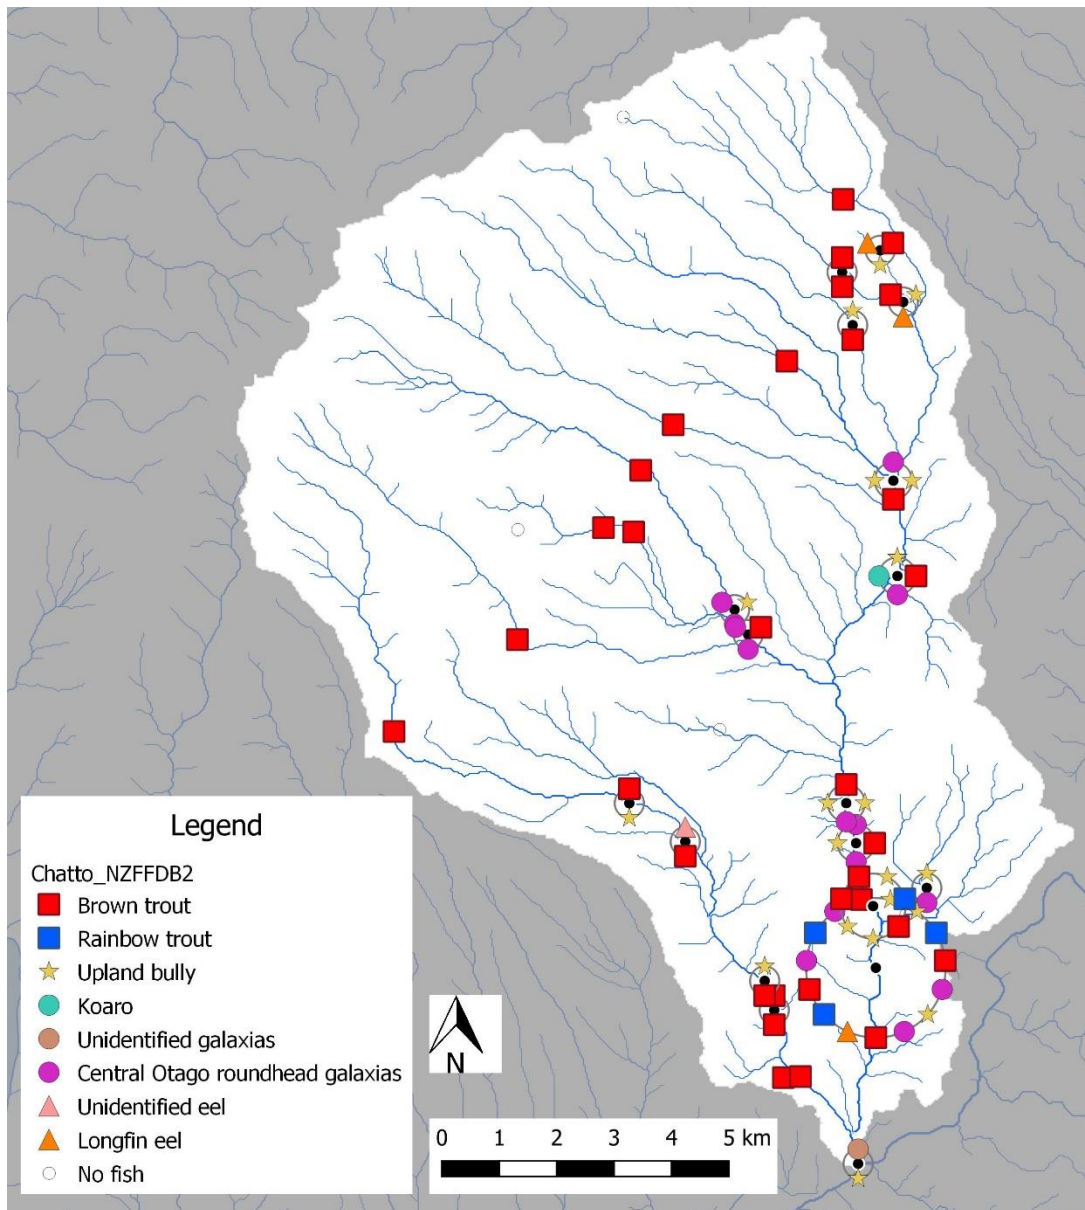 Legend
Chatto_NZFFDB2
Brown trout
Rainbow trout
Upland bully
Koaro
Unidentified galaxias
Central Otago roundhead galaxias
Unidentified eel
Longfin eel
No fish
N
0 1 2 3 4 5 km